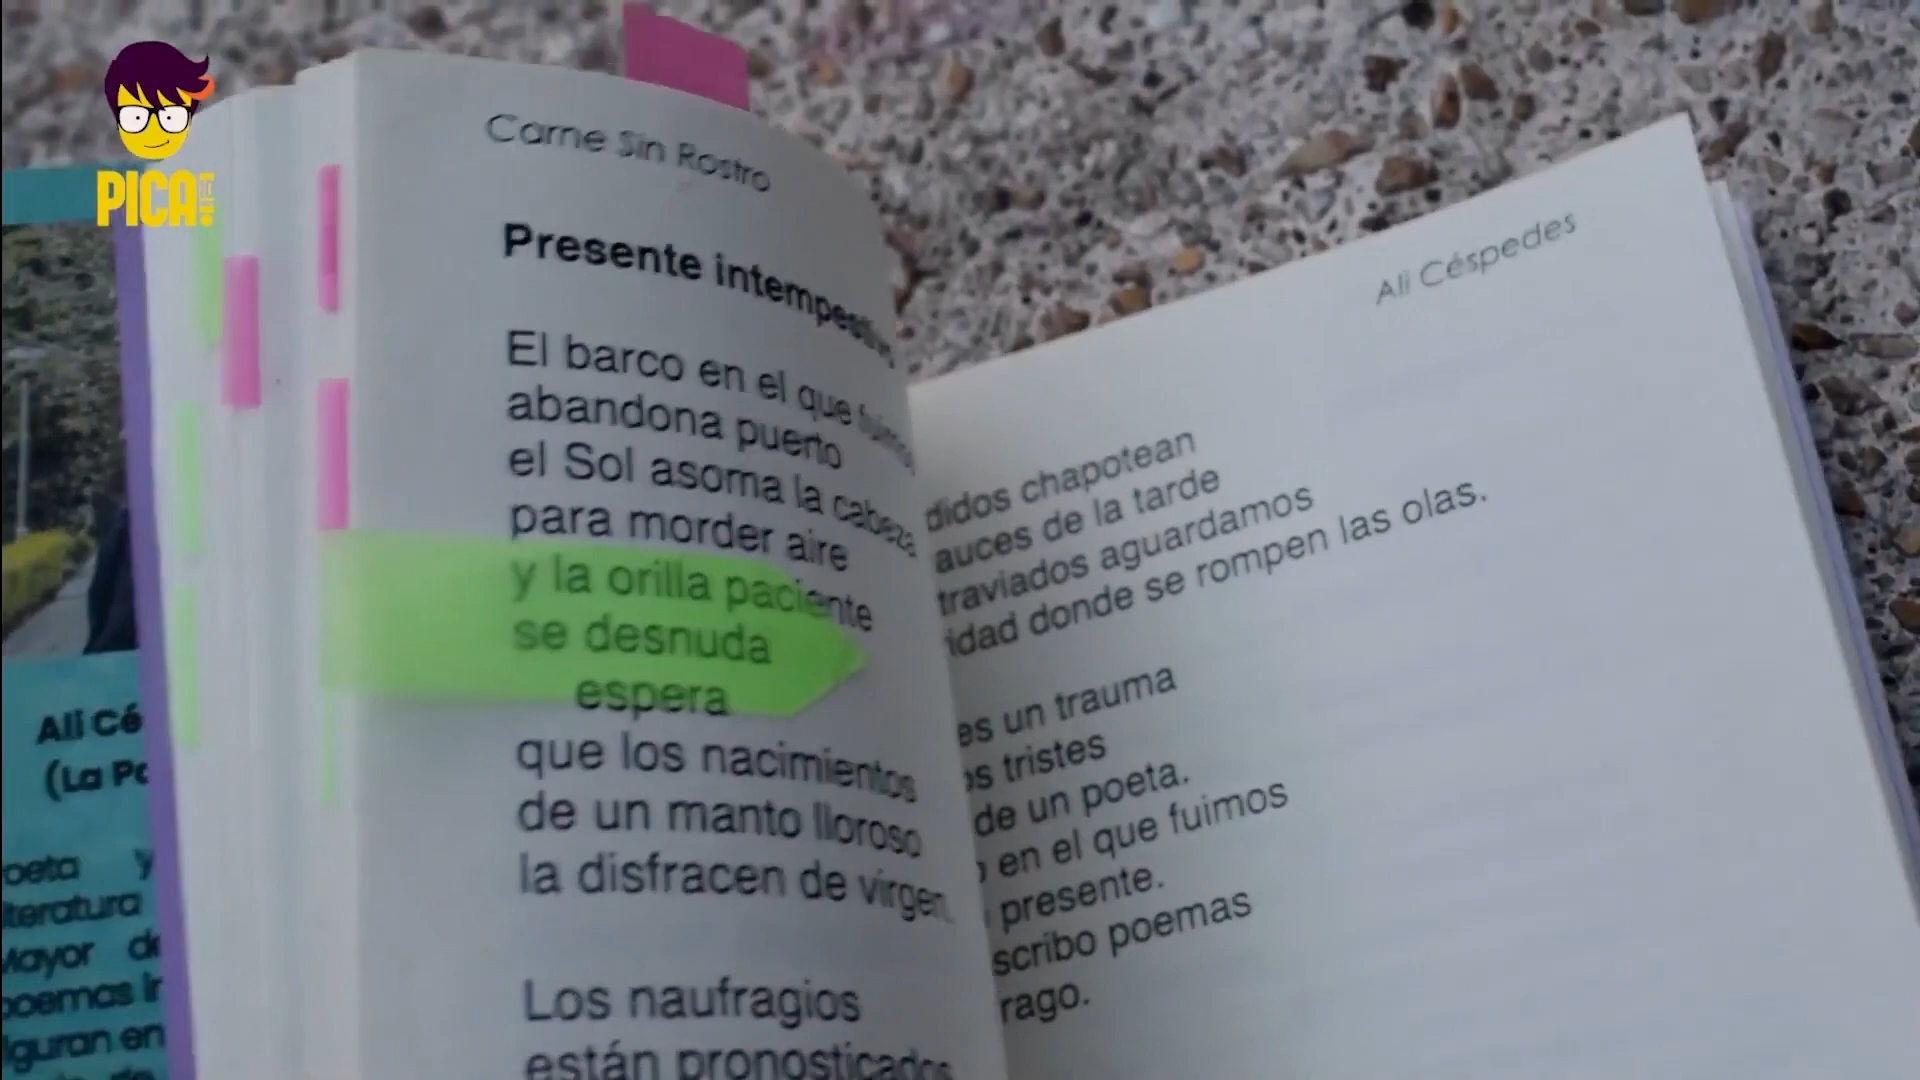 PICA
Carne Sin Rostro
Presente
El barco en el que
abandona puerto
el Sol asoma la cabeza
para morder aire
y la orilla paciente
se desnuda
espera
que los nacimientos
de un manto lloroso
la disfracen de virgen
Los naufragios
están pronosticados
Ali Céspedes
didos chapotean
auces de la tarde
traviados aguardamos
idad donde se rompen las olas.
es un trauma
os tristes
de un poeta.
en el que fuimos
presente.
scribo poemas
rago.
Ali Cé
(La Pa
oeta y
iteratura
Mayor de
poemas in
iguran en